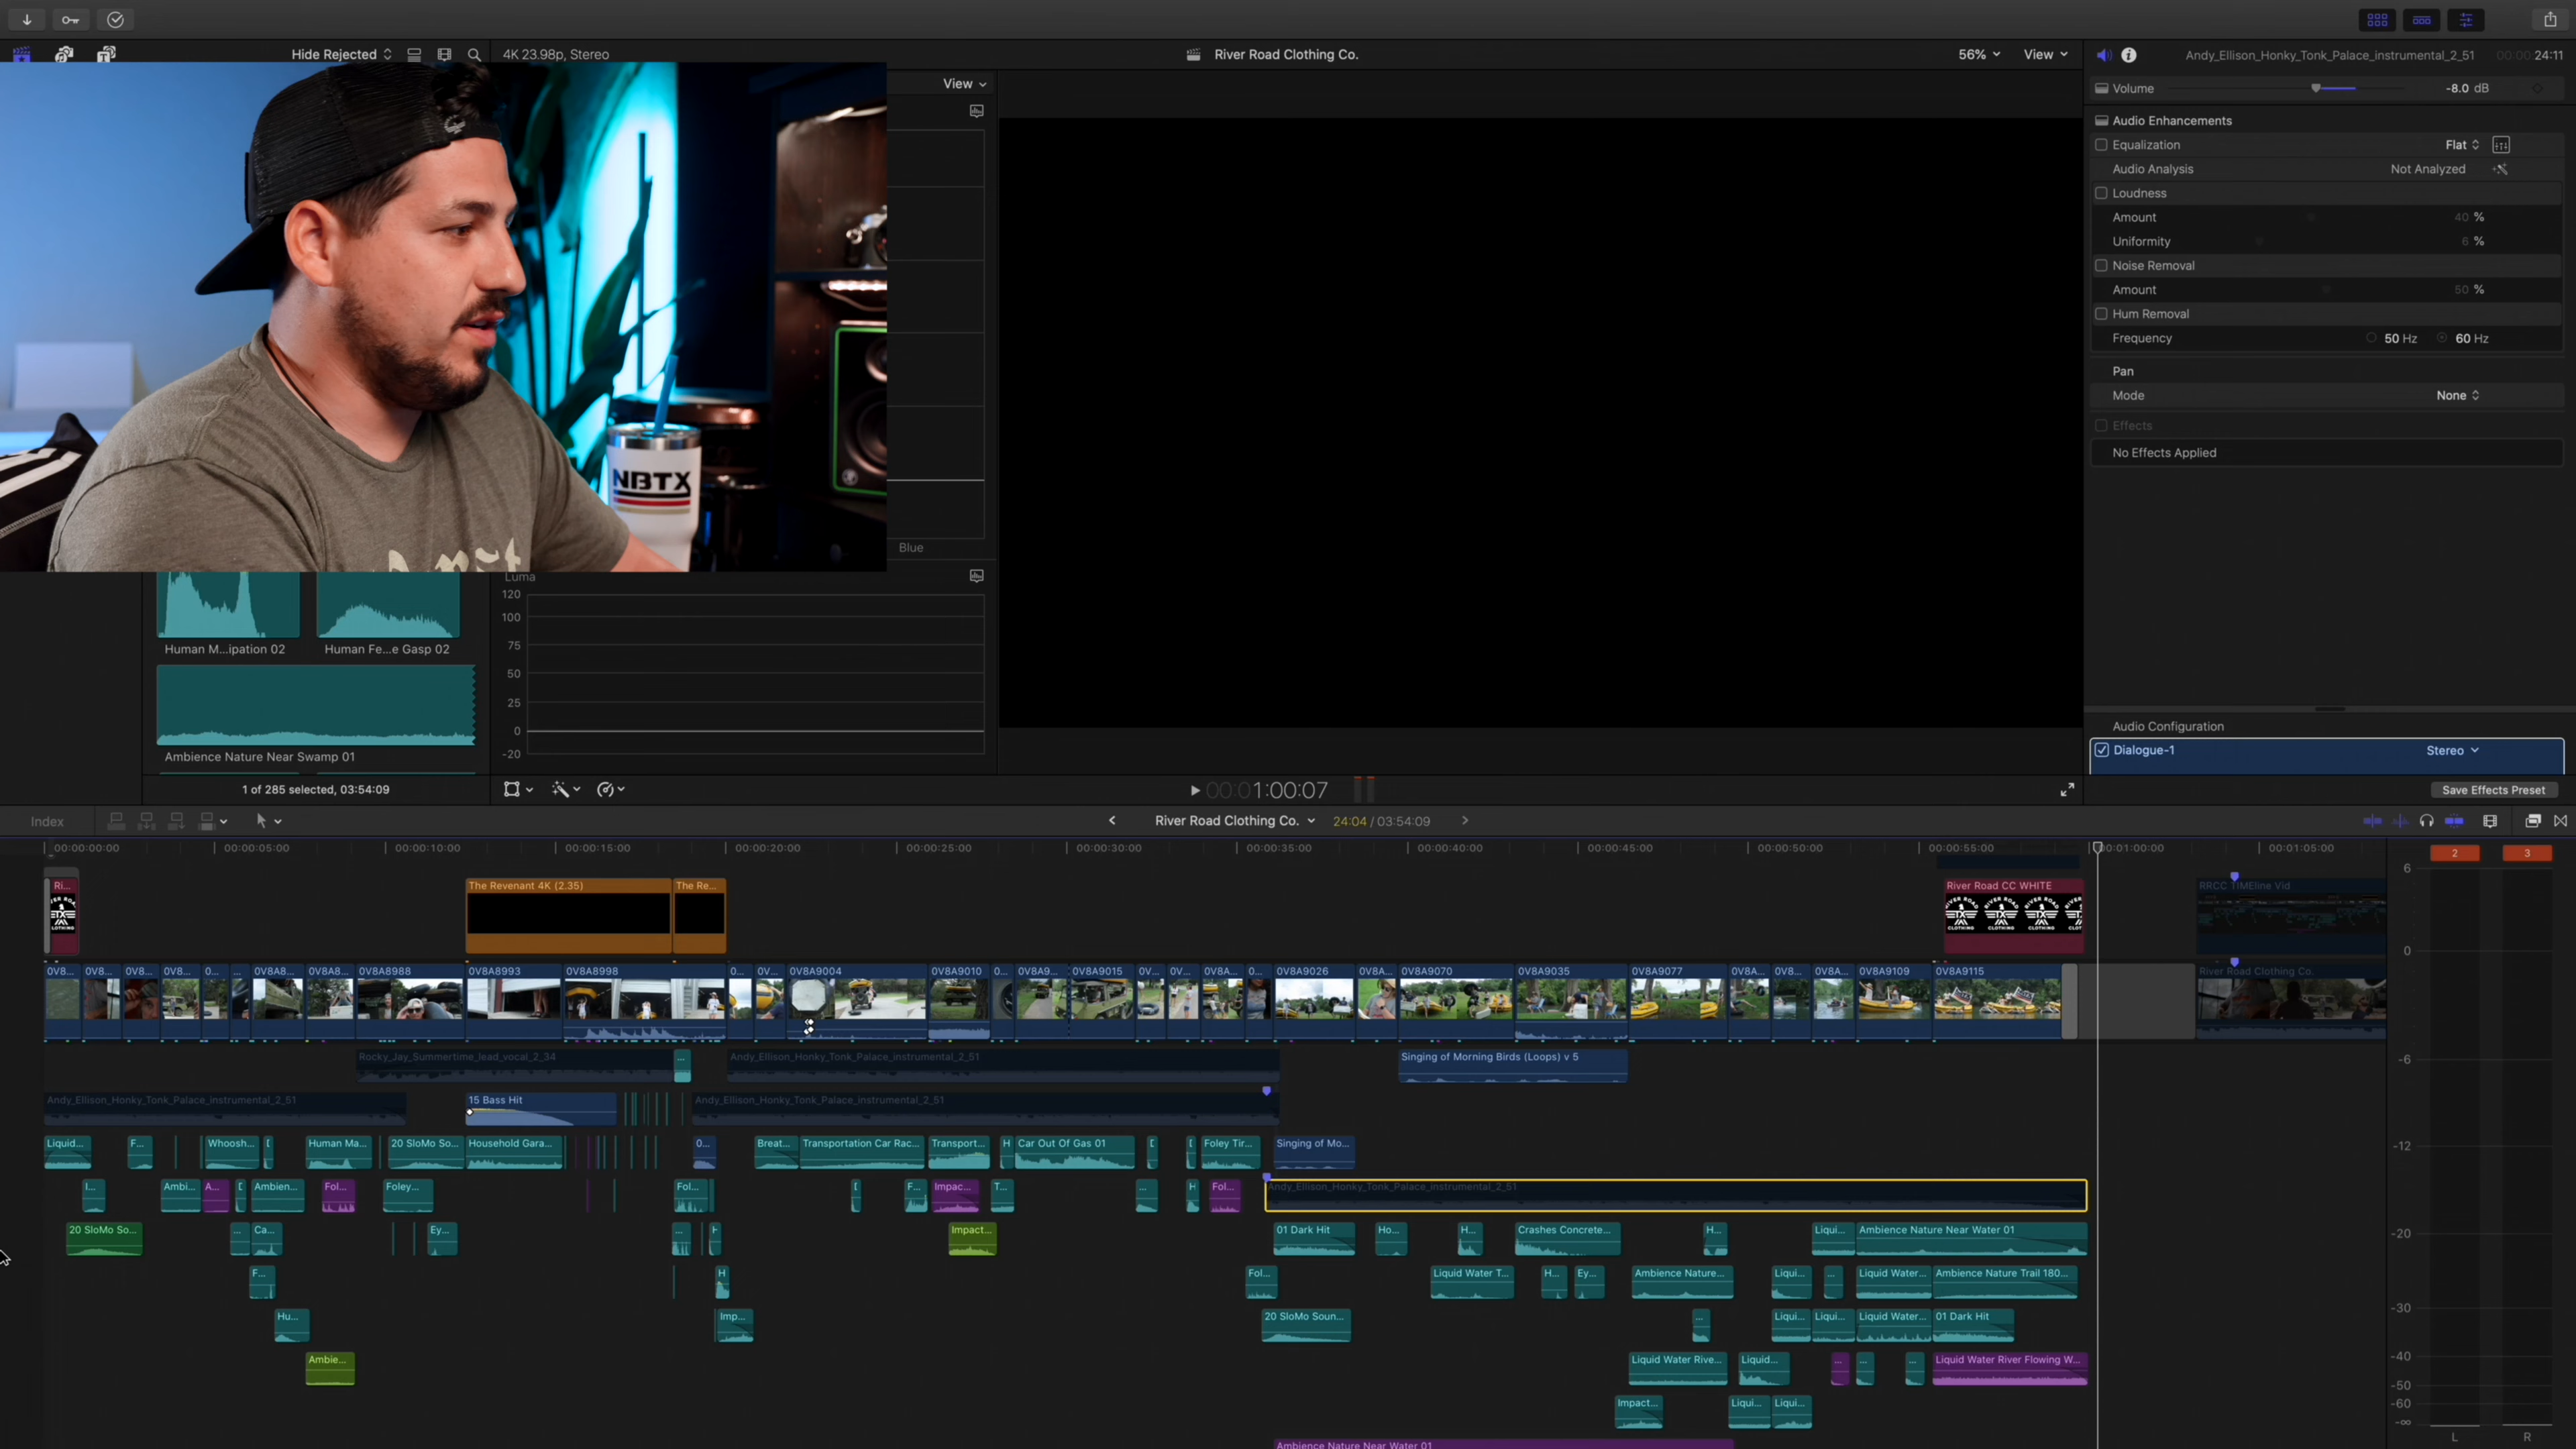 Hide Rejected
4K 23.98p, Stereo
River Road Clothing Co.
56%
View
Andy_Ellison_Honky_Tonk_Palace_instrumental_2_51
00:00:24:11
View
Volume
-8.0 dB
Audio Enhancements
Equalization
Flat
Audio Analysis
Not Analyzed
Loudness
Amount
40 %
Uniformity
6 %
Noise Removal
Amount
50 %
Hum Removal
Frequency
50 Hz
60 Hz
Pan
Mode
None
Effects
No Effects Applied
NBTX
Blue
Luma
120
100
75
50
25
0
-20
Human M...ipation 02
Human Fe...e Gasp 02
Ambience Nature Near Swamp 01
1 of 285 selected, 03:54:09
00:01:00:07
Audio Configuration
Dialogue-1
Stereo
Save Effects Preset
Index
River Road Clothing Co.
24:04 / 03:54:09
00:00:00:00
00:00:05:00
00:00:10:00
00:00:15:00
00:00:20:00
00:00:25:00
00:00:30:00
00:00:35:00
00:00:40:00
00:00:45:00
00:00:50:00
00:00:55:00
00:01:00:00
00:01:05:00
2
3
6
0
-6
-12
-20
-30
-40
-50
-60
-∞
L
R
Ri...
The Revenant 4K (2.35)
The Re...
River Road CC WHITE
RRCC TIMEline Vid
0V8...
0V8...
0V8...
0V8...
0...
...
0V8A8...
0V8A8...
0V8A8988
0V8A8993
0V8A8998
0...
0V...
0V8A9004
0V8A9010
0...
0V8A9...
0V8A9015
0V...
0V...
0V8A...
0...
0V8A9026
0V8A...
0V8A9070
0V8A9035
0V8A9077
0V8A...
0V8...
0V8A...
0V8A9109
0V8A9115
River Road Clothing Co.
Rocky_Jay_Summertime_lead_vocal_2_34
...
Andy_Ellison_Honky_Tonk_Palace_instrumental_2_51
Singing of Morning Birds (Loops) v 5
Andy_Ellison_Honky_Tonk_Palace_instrumental_2_51
15 Bass Hit
Andy_Ellison_Honky_Tonk_Palace_instrumental_2_51
Liquid...
F...
Whoosh...
Human Ma...
20 SloMo So...
Household Gara...
0...
Breat...
Transportation Car Rac...
Transport...
H
Car Out Of Gas 01
Foley Tir...
Singing of Mo...
I...
Ambi...
A...
Ambien...
Fol...
Foley...
Fol...
F...
Impac...
T...
...
H
Fol...
Andy_Ellison_Honky_Tonk_Palace_instrumental_2_51
20 SloMo So...
...
Ca...
Ey...
...
H
Impact...
01 Dark Hit
Ho...
H...
Crashes Concrete...
H...
Liqui...
Ambience Nature Near Water 01
F...
H
Fol...
Liquid Water T...
H...
Ey...
Ambience Nature...
Liqui...
...
Liquid Water...
Ambience Nature Trail 180...
Hu...
Imp...
20 SloMo Soun...
...
Liqui...
Liqui...
Liquid Water...
01 Dark Hit
Ambie...
Liquid Water Rive...
Liquid...
...
...
...
Liquid Water River Flowing W...
Impact...
Liqui...
Liqui...
Ambience Nature Near Water 01